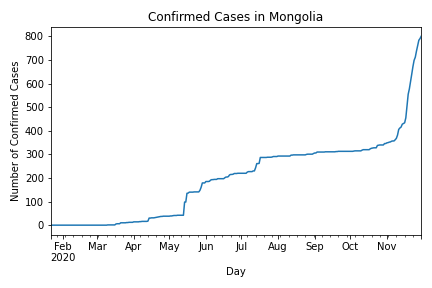 Confirmed Cases in Mongolia
Number of Confirmed Cases
800
700
600
500
400
300
200
100
0
Feb Mar Apr May Jun Jul Aug Sep Oct Nov
2020
Day